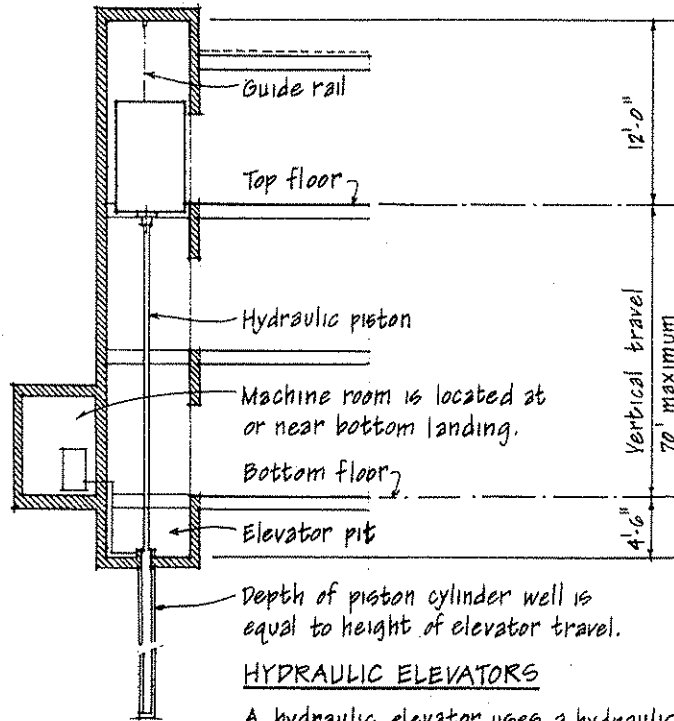 Guide rail
12'-0"
Top floor
Hydraulic piston
Vertical travel
70' maximum
Machine room is located at
or near bottom landing.
Bottom floor
Elevator pit
4'-6"
Depth of piston cylinder well is
equal to height of elevator travel.
HYDRAULIC ELEVATORS
A hydraulic elevator uses a hydraulic